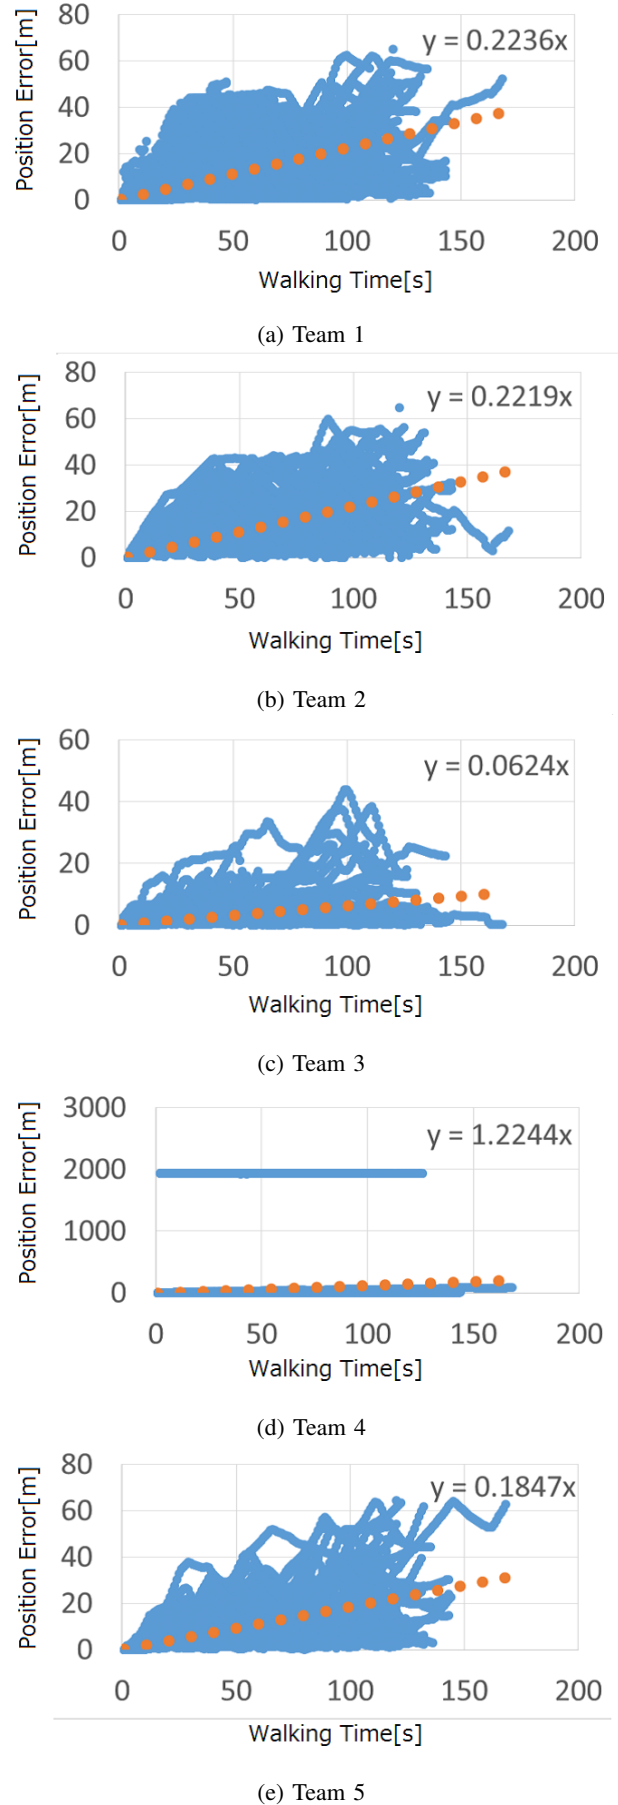 Position Error[m]
y = 0.2236x
80
60
40
20
0
0 50 100 150 200
Walking Time[s]
(a) Team 1
Position Error[m]
y = 0.2219x
80
60
40
20
0
0 50 100 150 200
Walking Time[s]
(b) Team 2
Position Error[m]
y = 0.0624x
60
40
20
0
0 50 100 150 200
Walking Time[s]
(c) Team 3
Position Error[m]
y = 1.2244x
3000
2000
1000
0
0 50 100 150 200
Walking Time[s]
(d) Team 4
Position Error[m]
y = 0.1847x
80
60
40
20
0
0 50 100 150 200
Walking Time[s]
(e) Team 5